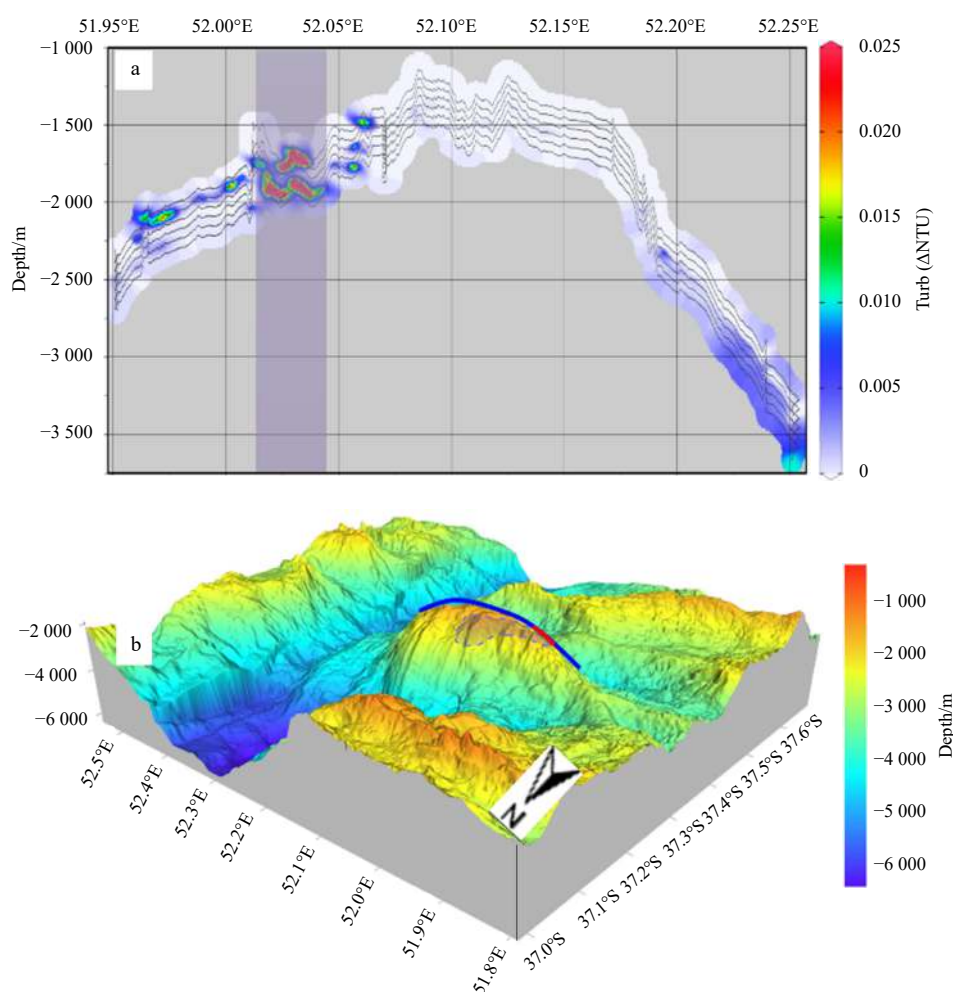 51.95°E 52.00°E 52.05°E 52.10°E 52.15°E 52.20°E 52.25°E
−1 000
−1 500
−2 000
−2 500
−3 000
−3 500
Depth/m
a
0.025
0.020
0.015
0.010
0.005
0
Turb (ΔNTU)
b
−2 000
−4 000
−6 000
52.5°E
52.4°E
52.3°E
52.2°E
52.1°E
52.0°E
51.9°E
51.8°E
37.0°S
37.1°S
37.2°S
37.3°S
37.4°S
37.5°S
37.6°S
N
−1 000
−2 000
−3 000
−4 000
−5 000
−6 000
Depth/m